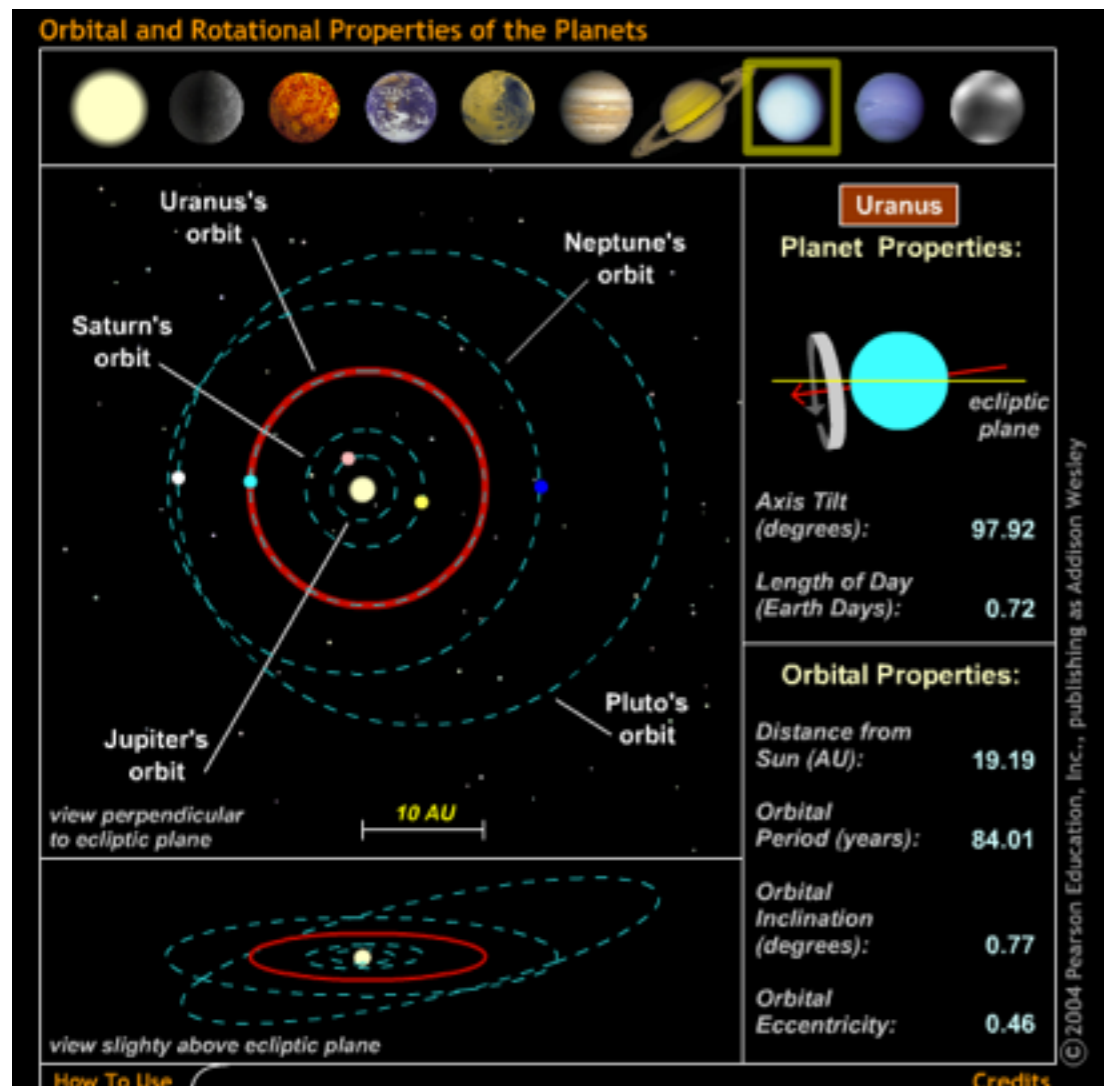 Orbital and Rotational Properties of the Planets
Uranus's
orbit
Neptune's
orbit
Saturn's
orbit
Jupiter's
orbit
Pluto's
orbit
view perpendicular
to ecliptic plane
10 AU
view slighty above ecliptic plane
Uranus
Planet Properties:
ecliptic
plane
Axis Tilt
(degrees): 97.92
Length of Day
(Earth Days): 0.72
Orbital Properties:
Distance from
Sun (AU): 19.19
Orbital
Period (years): 84.01
Orbital
Inclination
(degrees): 0.77
Orbital
Eccentricity: 0.46
©2004 Pearson Education, Inc., publishing as Addison Wesley
How To Use
Credits